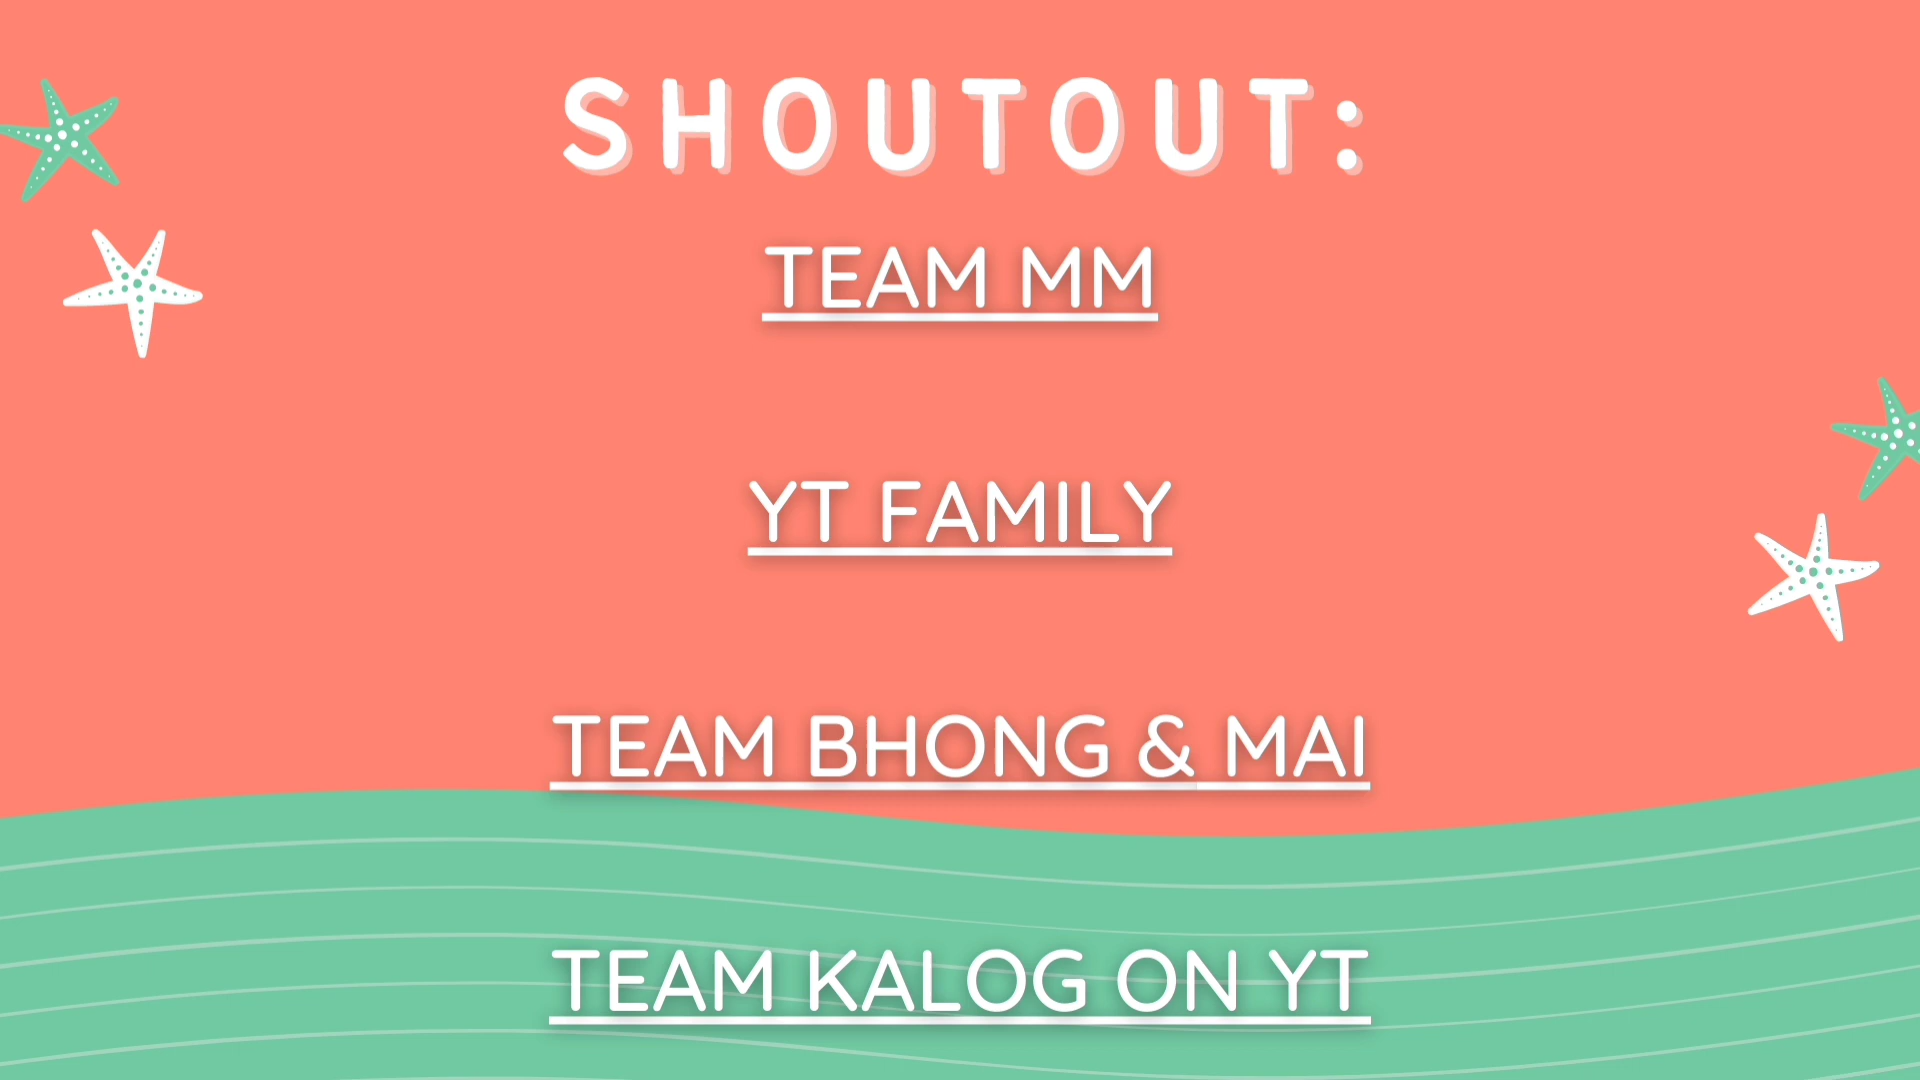 SHOUTOUT:
TEAM MM
YT FAMILY
TEAM BHONG & MAI
TEAM KALOG ON YT